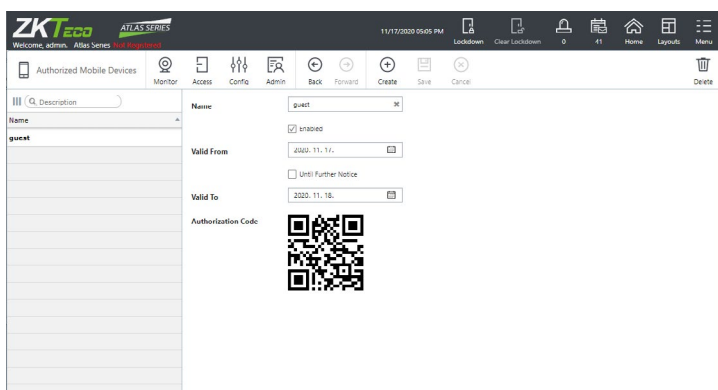 ZKTeco ATLAS SERIES
Welcome, admin. Atlas Series Not Registered
11/17/2020 05:05 PM
Lockdown
Clear Lockdown
0
41
Home
Layouts
Menu
Authorized Mobile Devices
Monitor
Access
Config
Admin
Back
Forward
Create
Save
Cancel
Delete
Description
Name
guest
Name
guest
Enabled
Valid From
2020. 11. 17.
Until Further Notice
Valid To
2020. 11. 18.
Authorization Code